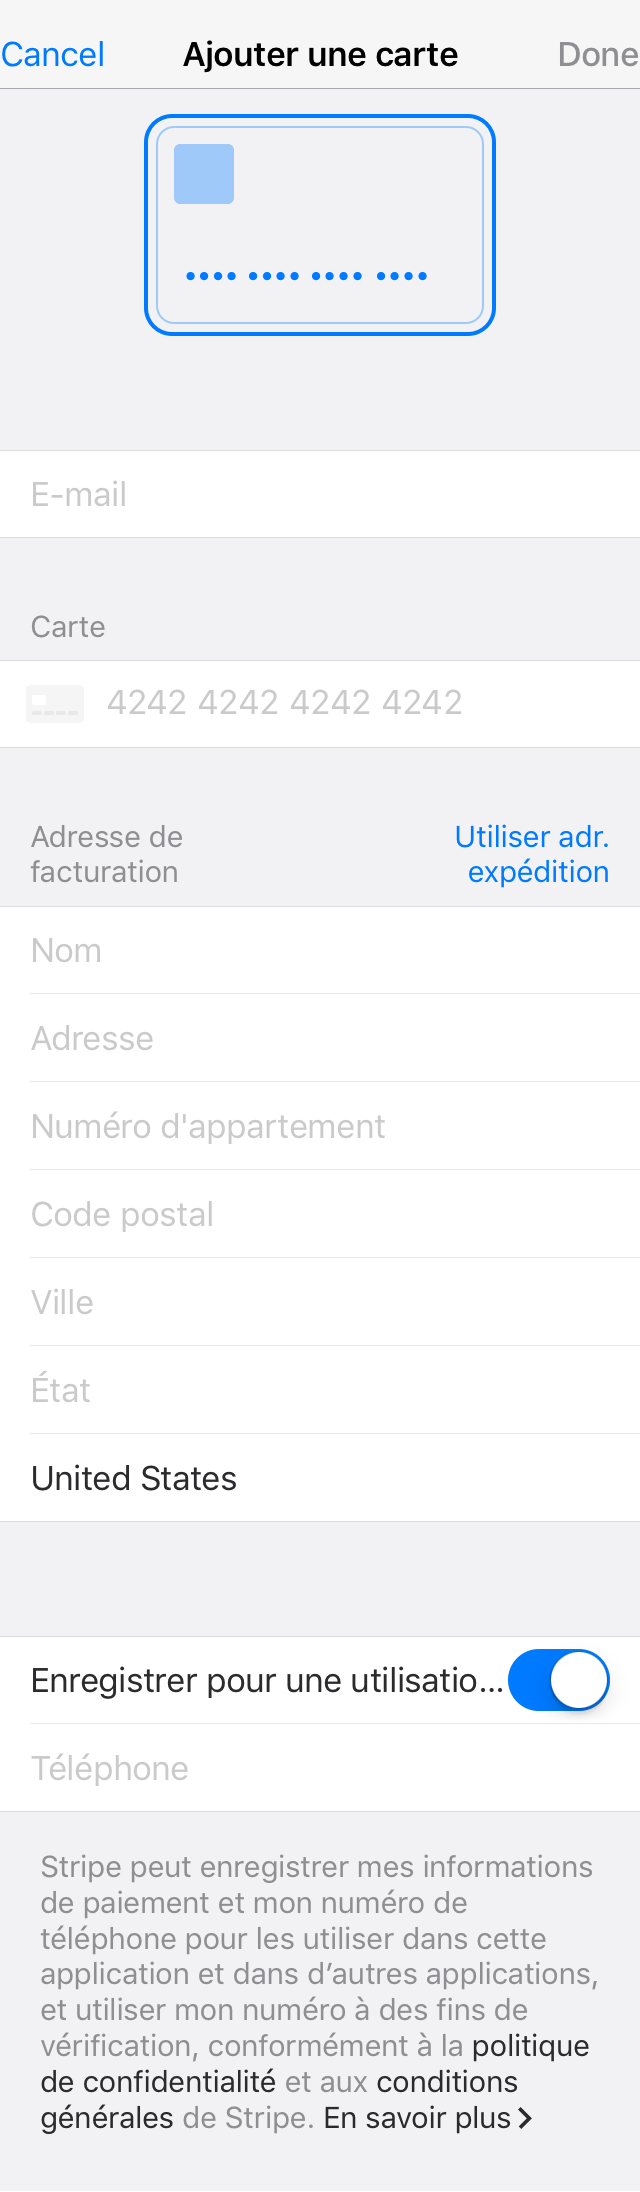 Cancel Ajouter une carte Done
•••• •••• •••• ••••
E-mail
Carte
4242 4242 4242 4242
Adresse de facturation
Utiliser adr. expédition
Nom
Adresse
Numéro d'appartement
Code postal
Ville
État
United States
Enregistrer pour une utilisatio...
Téléphone
Stripe peut enregistrer mes informations
de paiement et mon numéro de
téléphone pour les utiliser dans cette
application et dans d’autres applications,
et utiliser mon numéro à des fins de
vérification, conformément à la politique
de confidentialité et aux conditions
générales de Stripe. En savoir plus